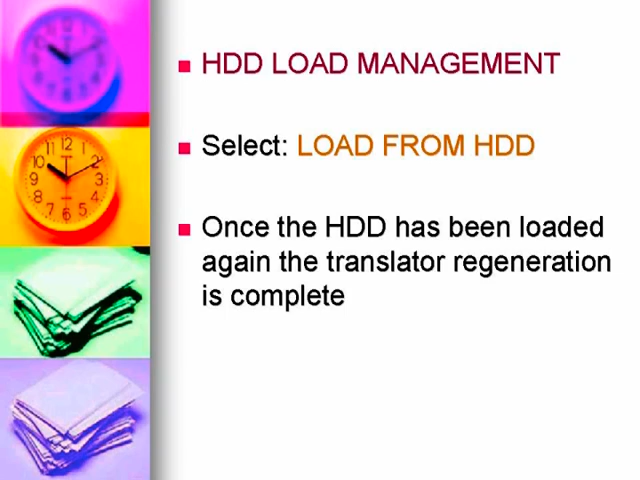 HDD LOAD MANAGEMENT
Select: LOAD FROM HDD
Once the HDD has been loaded
again the translator regeneration
is complete